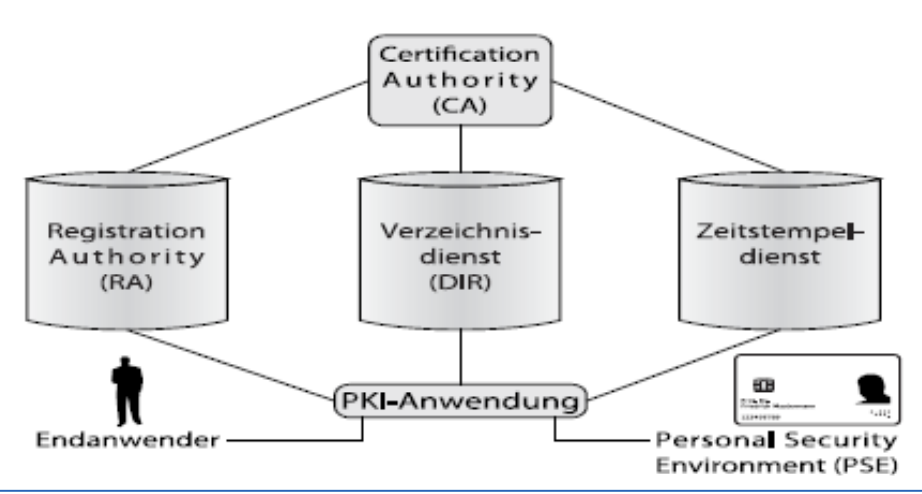 Certification
Authority
(CA)
Registration
Authority
(RA)
Verzeichnis-
dienst
(DIR)
Zeitstempel-
dienst
PKI-Anwendung
Endanwender
Personal Security
Environment (PSE)